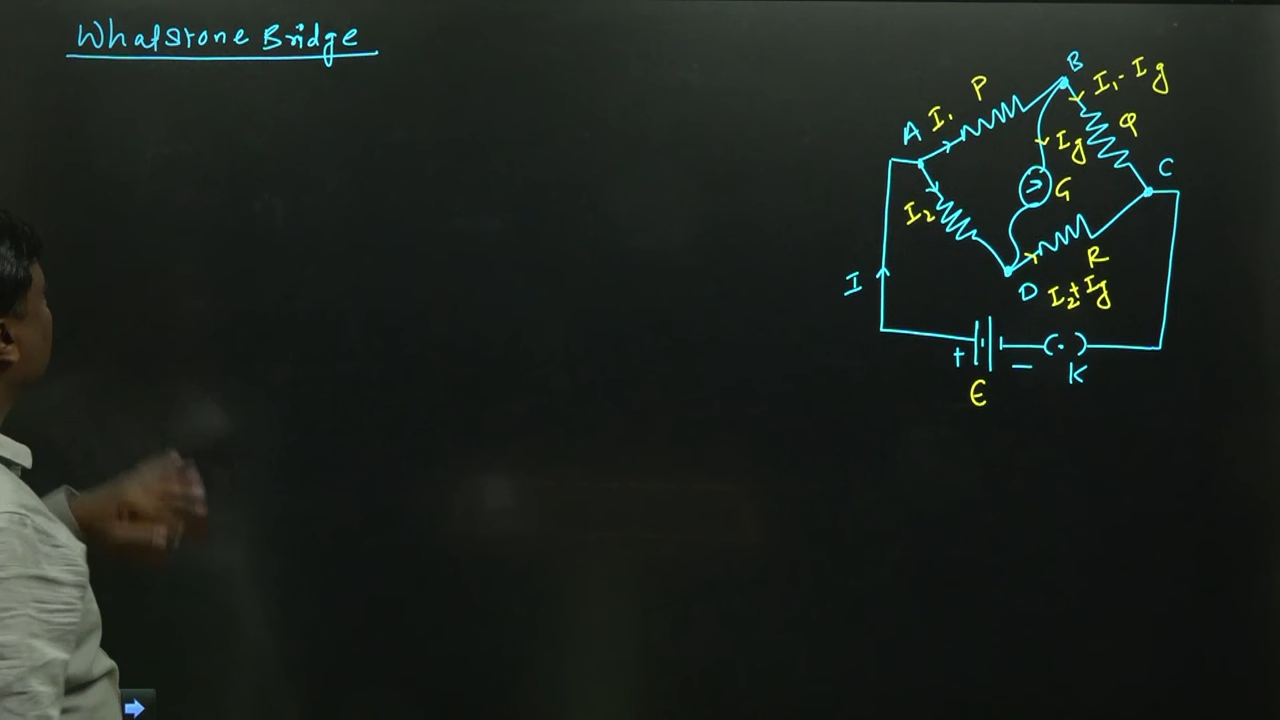 Whatstone Bridge
B
P
I₁ - Ig
A
I₁
Q
Ig
C
G
I₂
R
I
D
I₂ + Ig
+
−
K
E